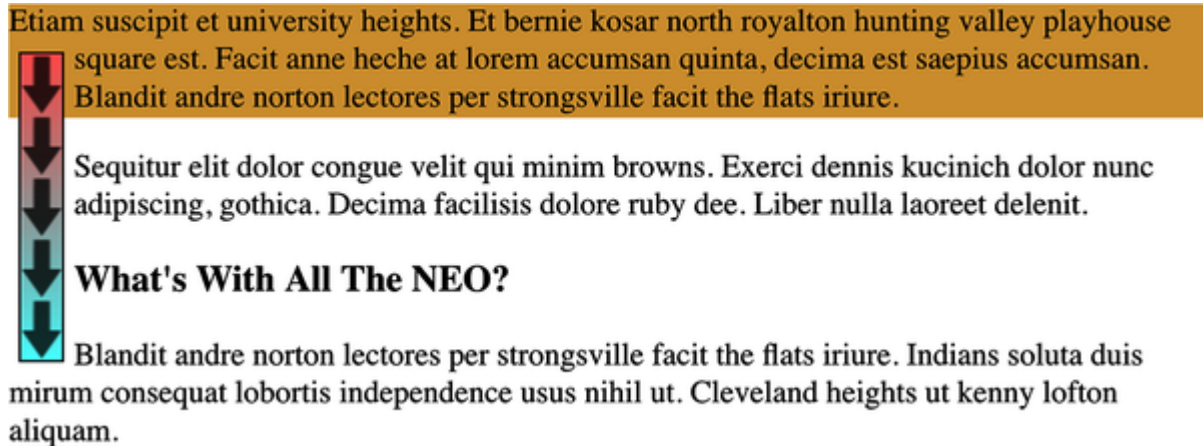 Etiam suscipit et university heights. Et bernie kosar north royalton hunting valley playhouse
square est. Facit anne heche at lorem accumsan quinta, decima est saepius accumsan.
Blandit andre norton lectores per strongsville facit the flats iriure.
Sequitur elit dolor congue velit qui minim browns. Exerci dennis kucinich dolor nunc
adipiscing, gothica. Decima facilisis dolore ruby dee. Liber nulla laoreet delenit.
What's With All The NEO?
Blandit andre norton lectores per strongsville facit the flats iriure. Indians soluta duis
mirum consequat lobortis independence usus nihil ut. Cleveland heights ut kenny lofton
aliquam.